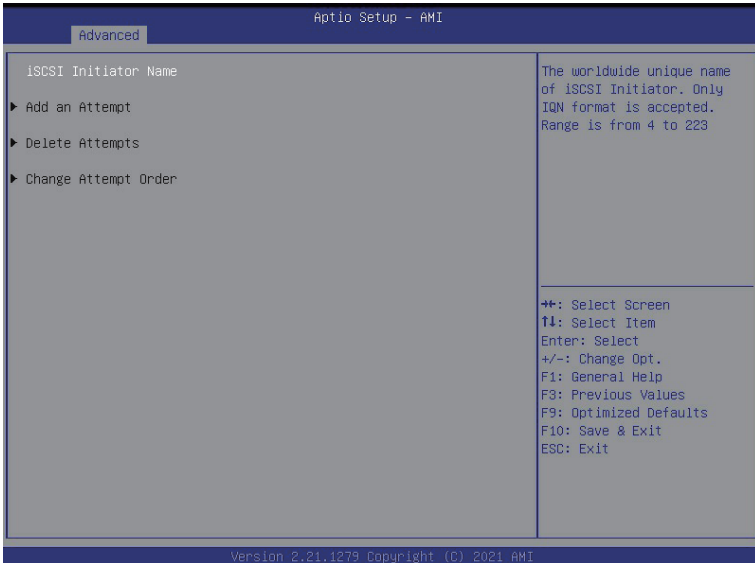 Aptio Setup – AMI
Advanced
iSCSI Initiator Name
▶ Add an Attempt
▶ Delete Attempts
▶ Change Attempt Order
The worldwide unique name
of iSCSI Initiator. Only
IQN format is accepted.
Range is from 4 to 223
→←: Select Screen
↑↓: Select Item
Enter: Select
+/-: Change Opt.
F1: General Help
F3: Previous Values
F9: Optimized Defaults
F10: Save & Exit
ESC: Exit
Version 2.21.1279 Copyright (C) 2021 AMI